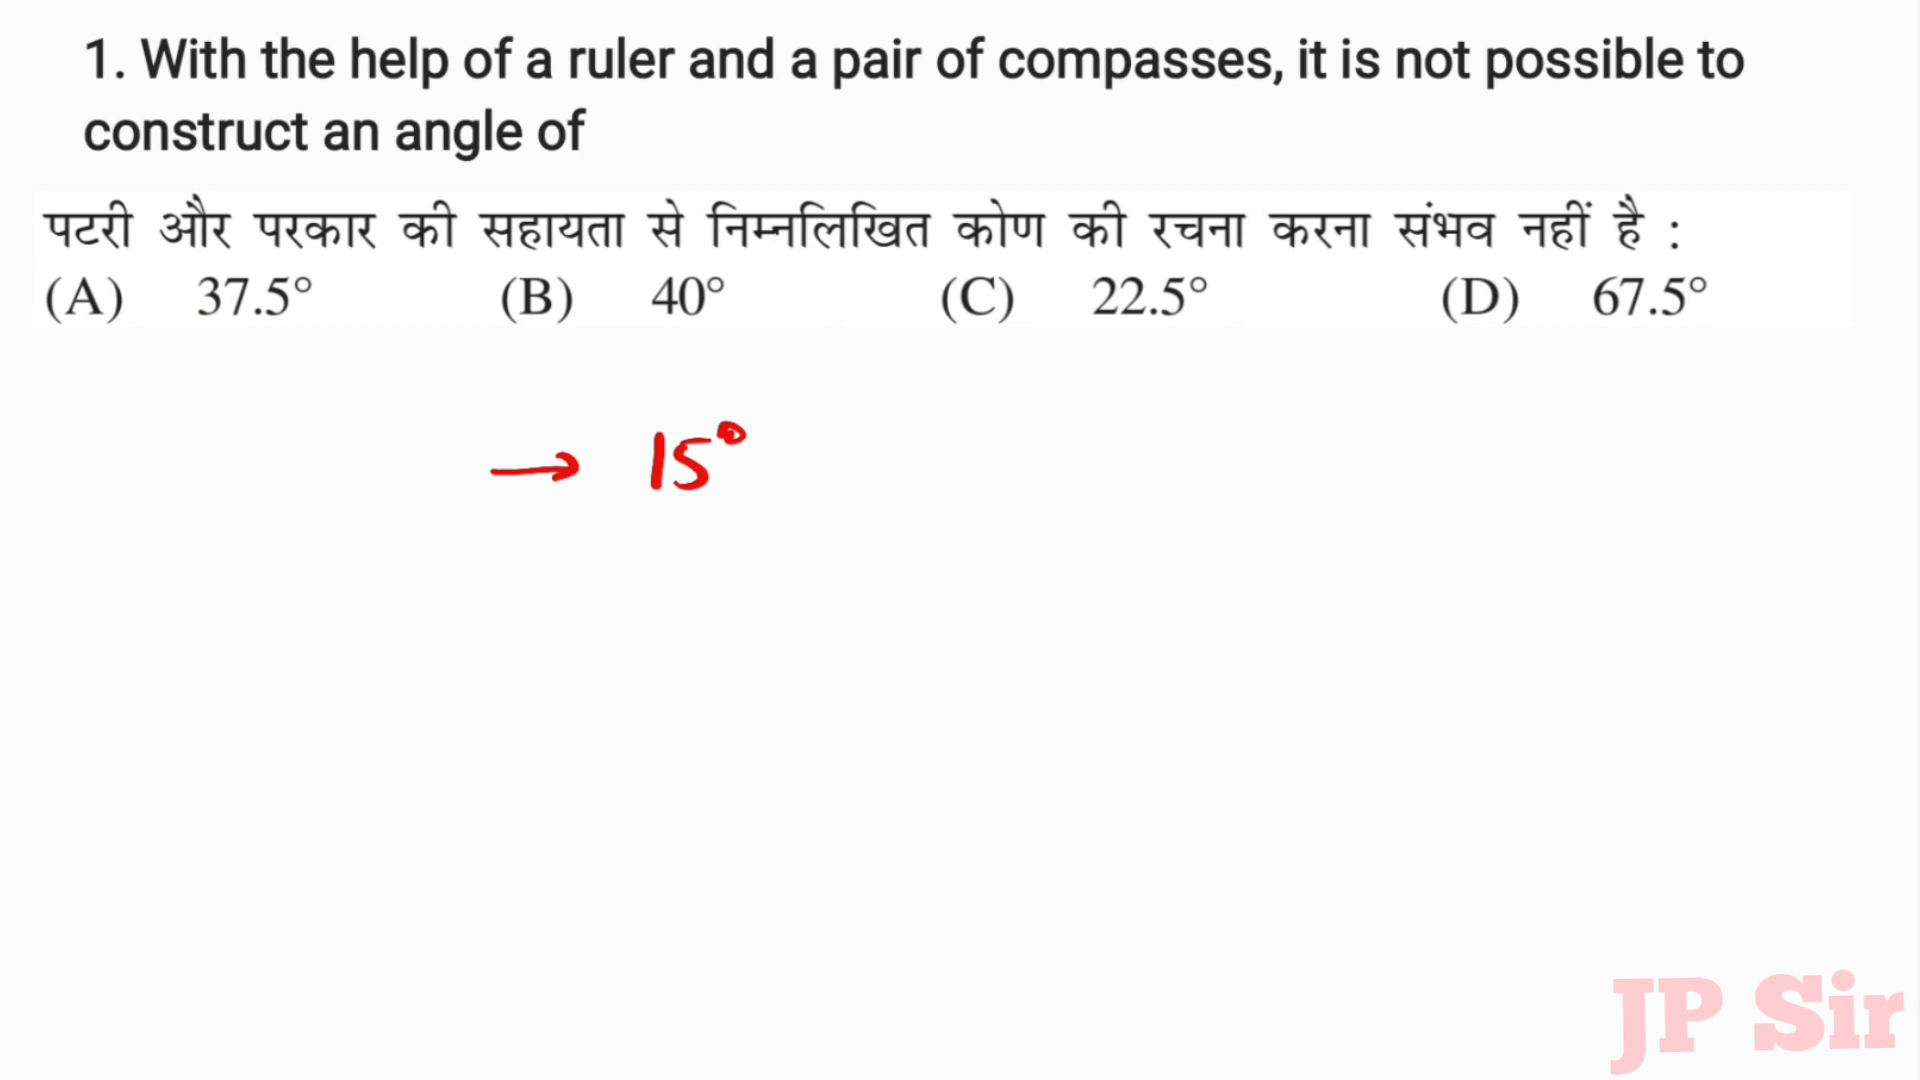 1. With the help of a ruler and a pair of compasses, it is not possible to
construct an angle of
पटरी और परकार की सहायता से निम्नलिखित कोण की रचना करना संभव नहीं है :
(A) 37.5° (B) 40° (C) 22.5° (D) 67.5°
→ 15°
JP Sir